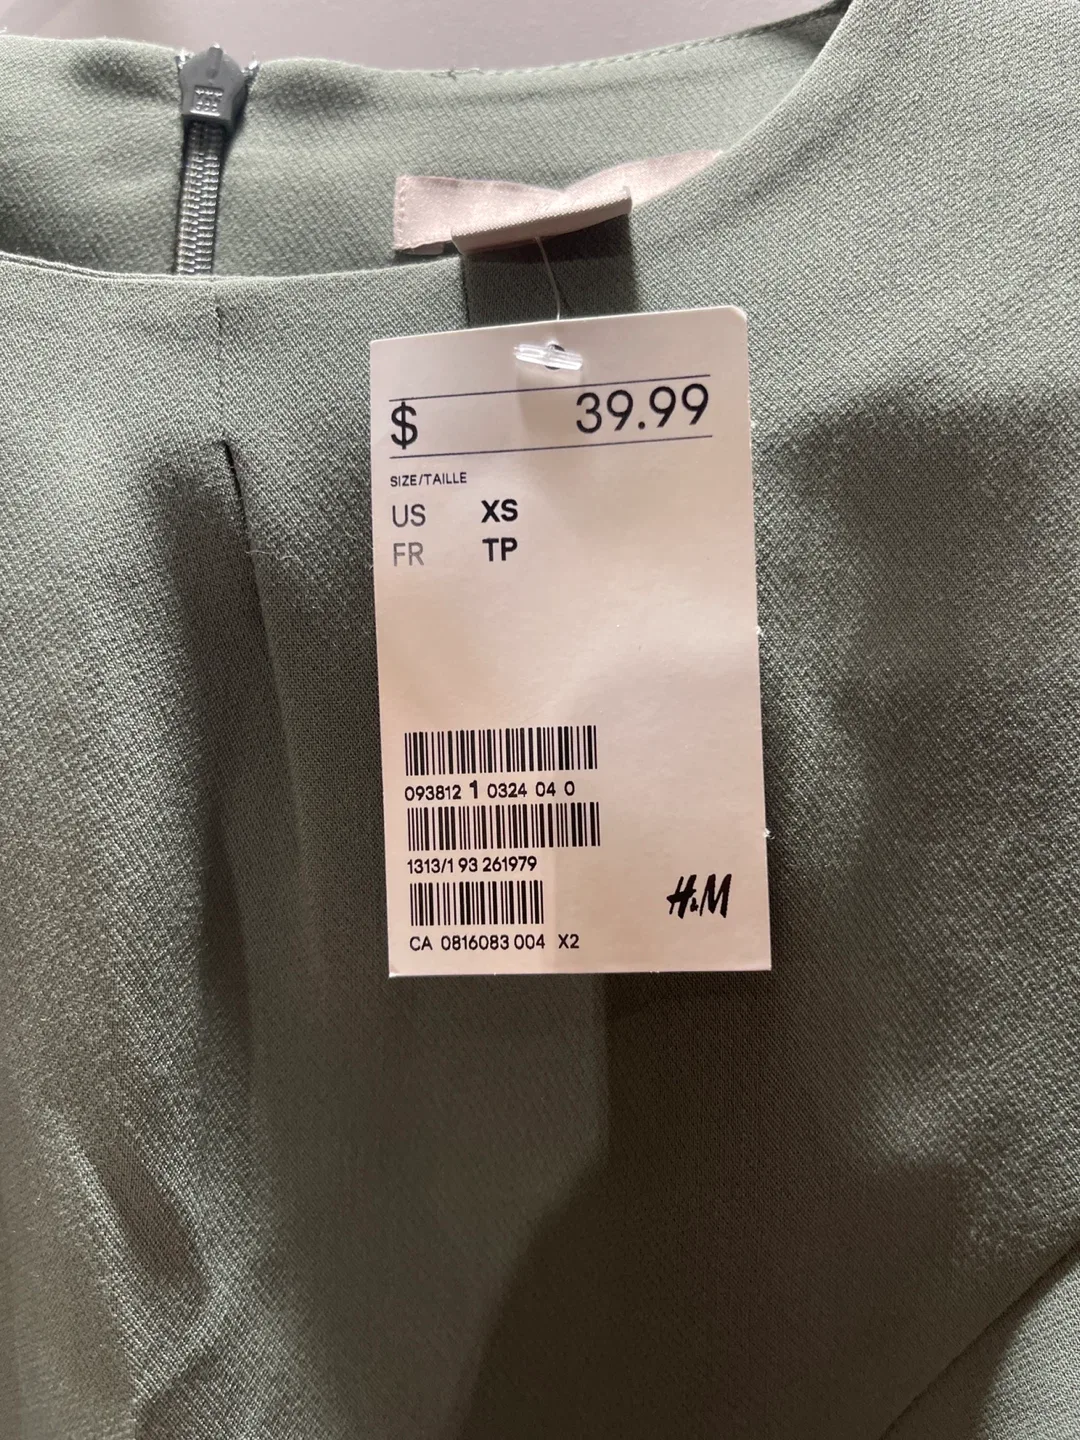 $ 39.99
SIZE/TAILLE
US XS
FR TP
093812 1 0324 04 0
1313/1 93 261979
CA 0816083 004 X2
H&M